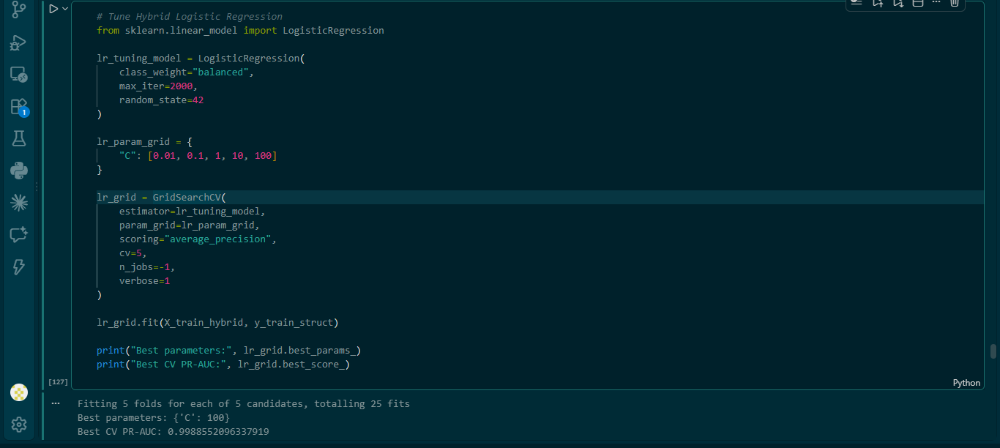 # Tune Hybrid Logistic Regression
from sklearn.linear_model import LogisticRegression
lr_tuning_model = LogisticRegression(
class_weight="balanced",
max_iter=2000,
random_state=42
)
lr_param_grid = {
"C": [0.01, 0.1, 1, 10, 100]
}
lr_grid = GridSearchCV(
estimator=lr_tuning_model,
param_grid=lr_param_grid,
scoring="average_precision",
cv=5,
n_jobs=-1,
verbose=1
)
lr_grid.fit(X_train_hybrid, y_train_struct)
print("Best parameters:", lr_grid.best_params_)
print("Best CV PR-AUC:", lr_grid.best_score_)
[127]
Python
1
Fitting 5 folds for each of 5 candidates, totalling 25 fits
Best parameters: {'C': 100}
Best CV PR-AUC: 0.9988552096337919